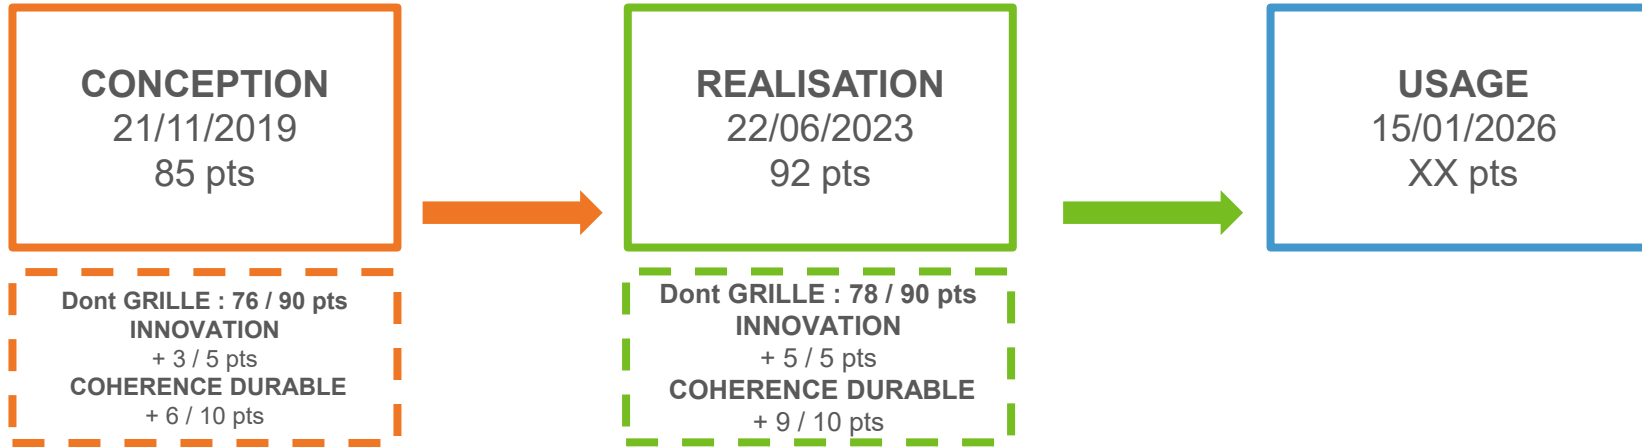 CONCEPTION
21/11/2019
85 pts
Dont GRILLE : 76 / 90 pts
INNOVATION
+ 3 / 5 pts
COHERENCE DURABLE
+ 6 / 10 pts
REALISATION
22/06/2023
92 pts
Dont GRILLE : 78 / 90 pts
INNOVATION
+ 5 / 5 pts
COHERENCE DURABLE
+ 9 / 10 pts
USAGE
15/01/2026
XX pts